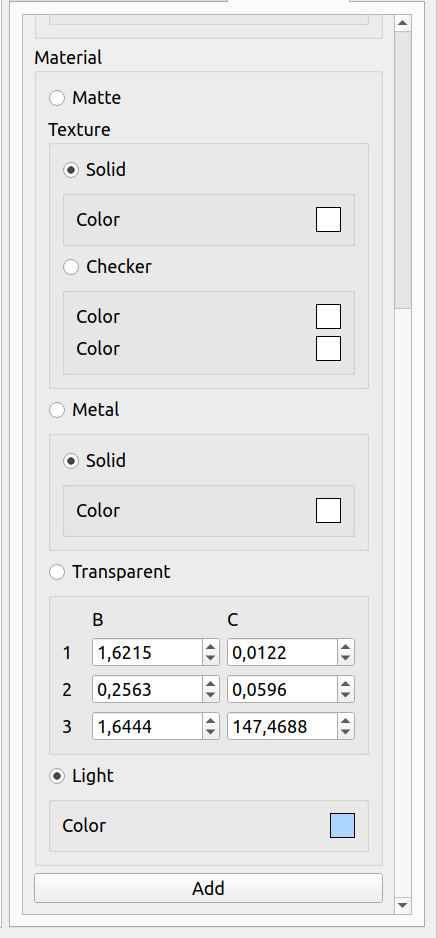 Material
Matte
Texture
Solid
Color
Checker
Color
Color
Metal
Solid
Color
Transparent
B C
1 1,6215 0,0122
2 0,2563 0,0596
3 1,6444 147,4688
Light
Color
Add